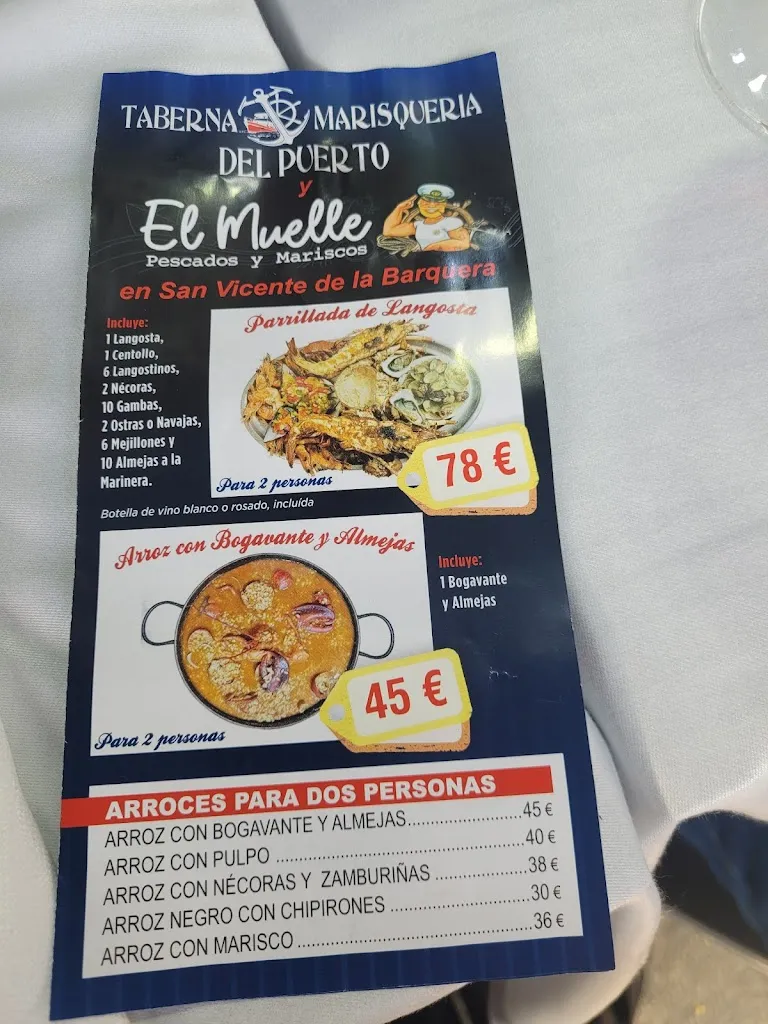 TABERNA MARISQUERIA
DEL PUERTO
y
El Muelle
Pescados y Mariscos
en San Vicente de la Barquera
Incluye:
1 Langosta,
1 Centollo,
6 Langostinos,
2 Nécoras,
10 Gambas,
2 Ostras o Navajas,
6 Mejillones y
10 Almejas a la
Marinera.
Parrillada de Langosta
Para 2 personas
78 €
Botella de vino blanco o rosado, incluída
Arroz con Bogavante y Almejas
Incluye:
1 Bogavante
y Almejas
Para 2 personas
45 €
ARROCES PARA DOS PERSONAS
ARROZ CON BOGAVANTE Y ALMEJAS.......................45 €
ARROZ CON PULPO ..................................................40 €
ARROZ CON NÉCORAS Y ZAMBURIÑAS ...................38 €
ARROZ NEGRO CON CHIPIRONES ............................30 €
ARROZ CON MARISCO ...............................................36 €